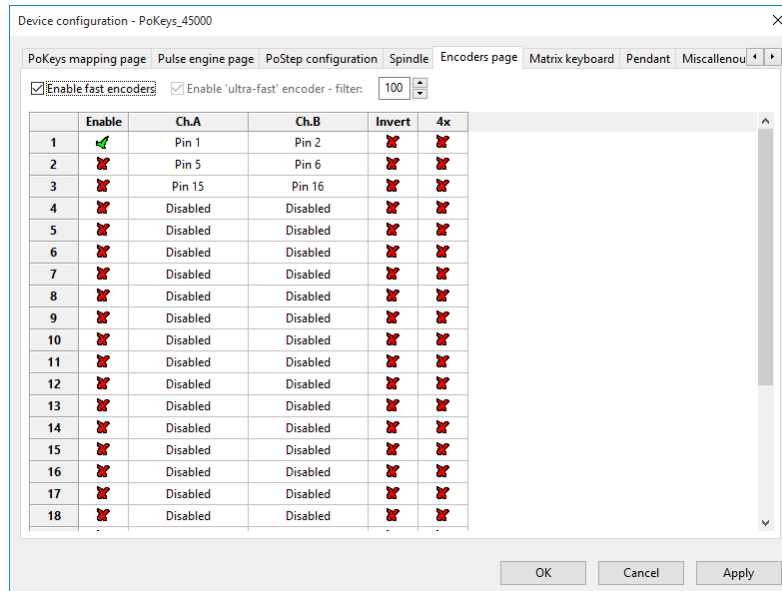 Device configuration - PoKeys_45000
PoKeys mapping page Pulse engine page PoStep configuration Spindle Encoders page Matrix keyboard Pendant Miscallenou
Enable fast encoders Enable 'ultra-fast' encoder - filter: 100
Enable Ch.A Ch.B Invert 4x
1 Pin 1 Pin 2
2 Pin 5 Pin 6
3 Pin 15 Pin 16
4 Disabled Disabled
5 Disabled Disabled
6 Disabled Disabled
7 Disabled Disabled
8 Disabled Disabled
9 Disabled Disabled
10 Disabled Disabled
11 Disabled Disabled
12 Disabled Disabled
13 Disabled Disabled
14 Disabled Disabled
15 Disabled Disabled
16 Disabled Disabled
17 Disabled Disabled
18 Disabled Disabled
OK Cancel Apply